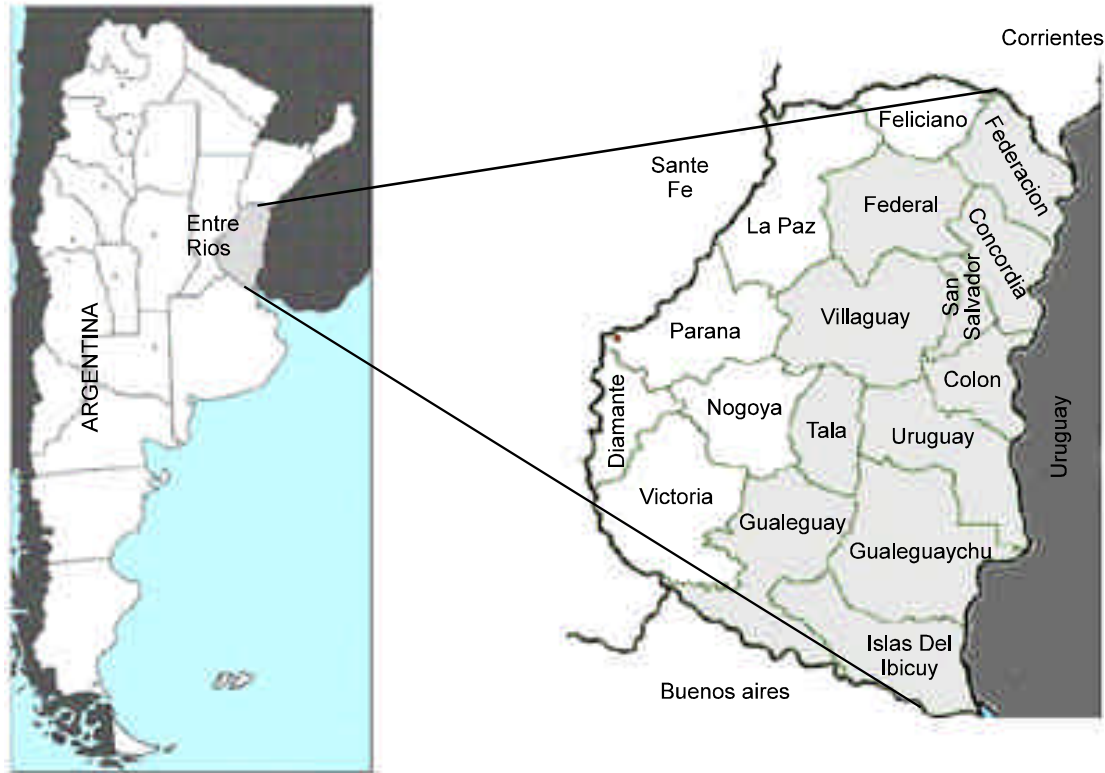 Entre
Rios
ARGENTINA
Corrientes
Sante
Fe
Feliciano
Federacion
Federal
La Paz
Concordia
San
Salvador
Villaguay
Parana
Colon
Diamante
Nogoya
Tala
Uruguay
Uruguay
Victoria
Gualeguay
Gualeguaychu
Islas Del
Ibicuy
Buenos aires